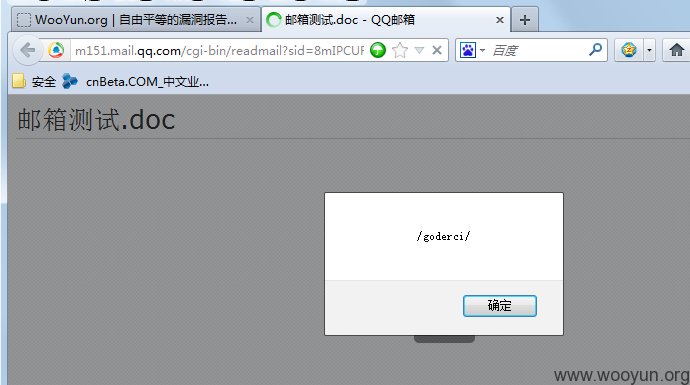 WooYun.org | 自由平等的漏洞报告...
邮箱测试.doc - QQ邮箱
m151.mail.qq.com/cgi-bin/readmail?sid=8mIPCUF
百度
安全
cnBeta.COM_中文业...
邮箱测试.doc
/goderci/
确定
www.wooyun.org